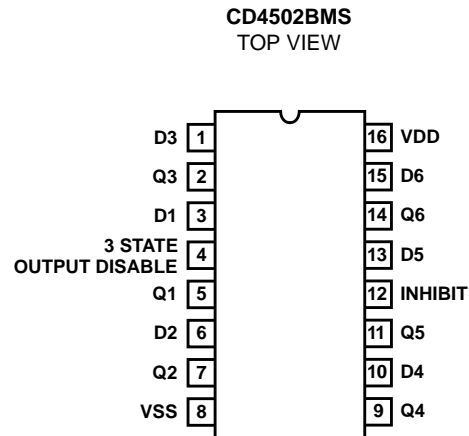 CD4502BMS
TOP VIEW
D3 1
16 VDD
Q3 2
15 D6
D1 3
14 Q6
3 STATE
OUTPUT DISABLE 4
13 D5
Q1 5
12 INHIBIT
D2 6
11 Q5
Q2 7
10 D4
VSS 8
9 Q4